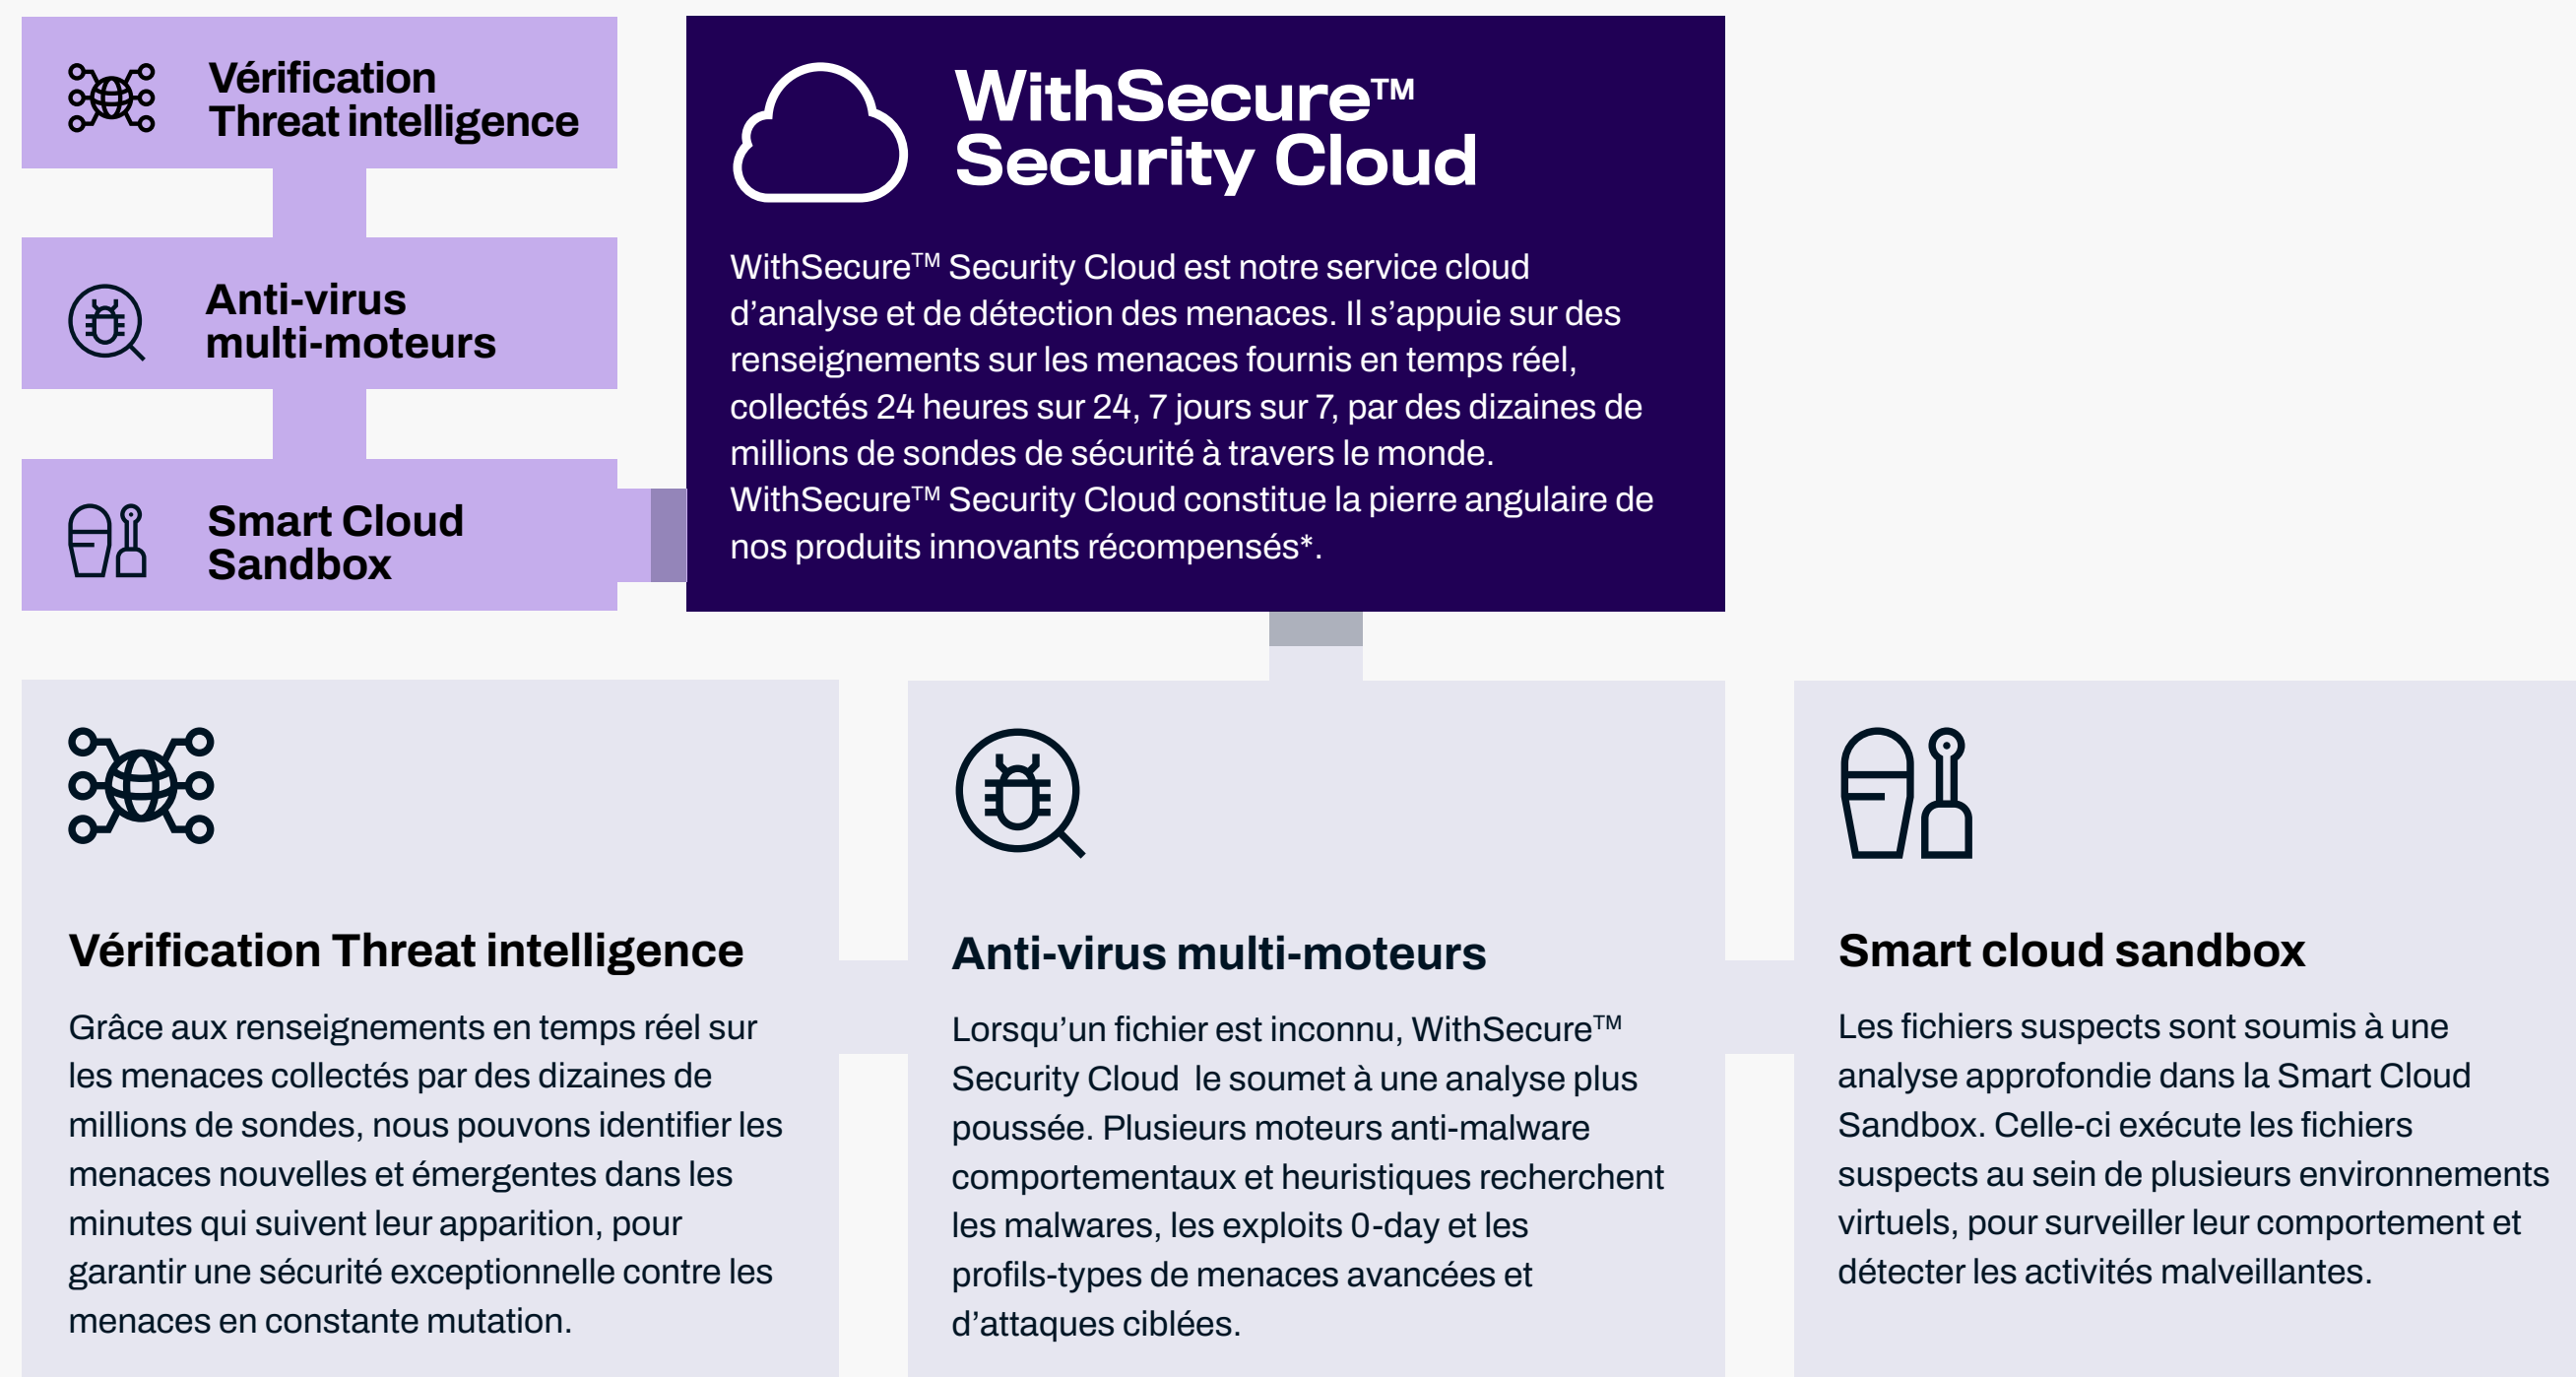 Vérification
Threat intelligence
Anti-virus
multi-moteurs
Smart Cloud
Sandbox
WithSecure™
Security Cloud
WithSecure™ Security Cloud est notre service cloud
d’analyse et de détection des menaces. Il s’appuie sur des
renseignements sur les menaces fournis en temps réel,
collectés 24 heures sur 24, 7 jours sur 7, par des dizaines de
millions de sondes de sécurité à travers le monde.
WithSecure™ Security Cloud constitue la pierre angulaire de
nos produits innovants récompensés*.
Vérification Threat intelligence
Grâce aux renseignements en temps réel sur
les menaces collectés par des dizaines de
millions de sondes, nous pouvons identifier les
menaces nouvelles et émergentes dans les
minutes qui suivent leur apparition, pour
garantir une sécurité exceptionnelle contre les
menaces en constante mutation.
Anti-virus multi-moteurs
Lorsqu’un fichier est inconnu, WithSecure™
Security Cloud  le soumet à une analyse plus
poussée. Plusieurs moteurs anti-malware
comportementaux et heuristiques recherchent
les malwares, les exploits 0-day et les
profils-types de menaces avancées et
d’attaques ciblées.
Smart cloud sandbox
Les fichiers suspects sont soumis à une
analyse approfondie dans la Smart Cloud
Sandbox. Celle-ci exécute les fichiers
suspects au sein de plusieurs environnements
virtuels, pour surveiller leur comportement et
détecter les activités malveillantes.